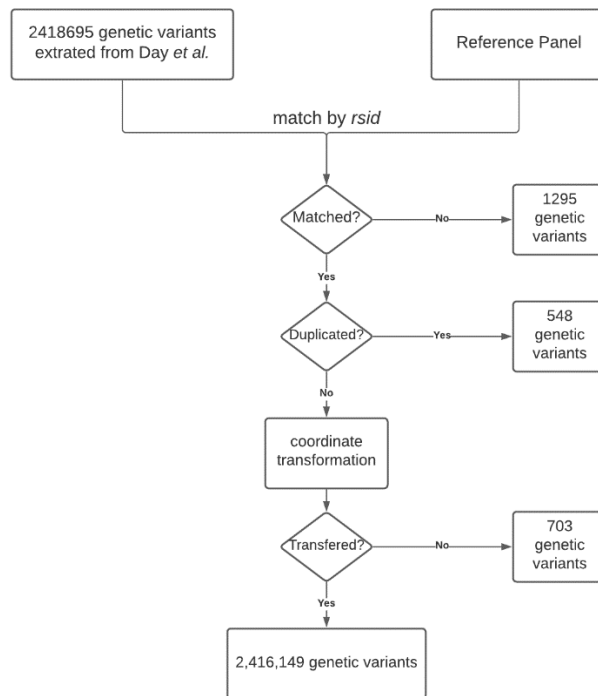 2418695 genetic variants
extrated from Day et al.
Reference Panel
match by rsid
Matched?
No
1295
genetic
variants
Yes
Duplicated?
Yes
548
genetic
variants
No
coordinate
transformation
Transfered?
No
703
genetic
variants
Yes
2,416,149 genetic variants